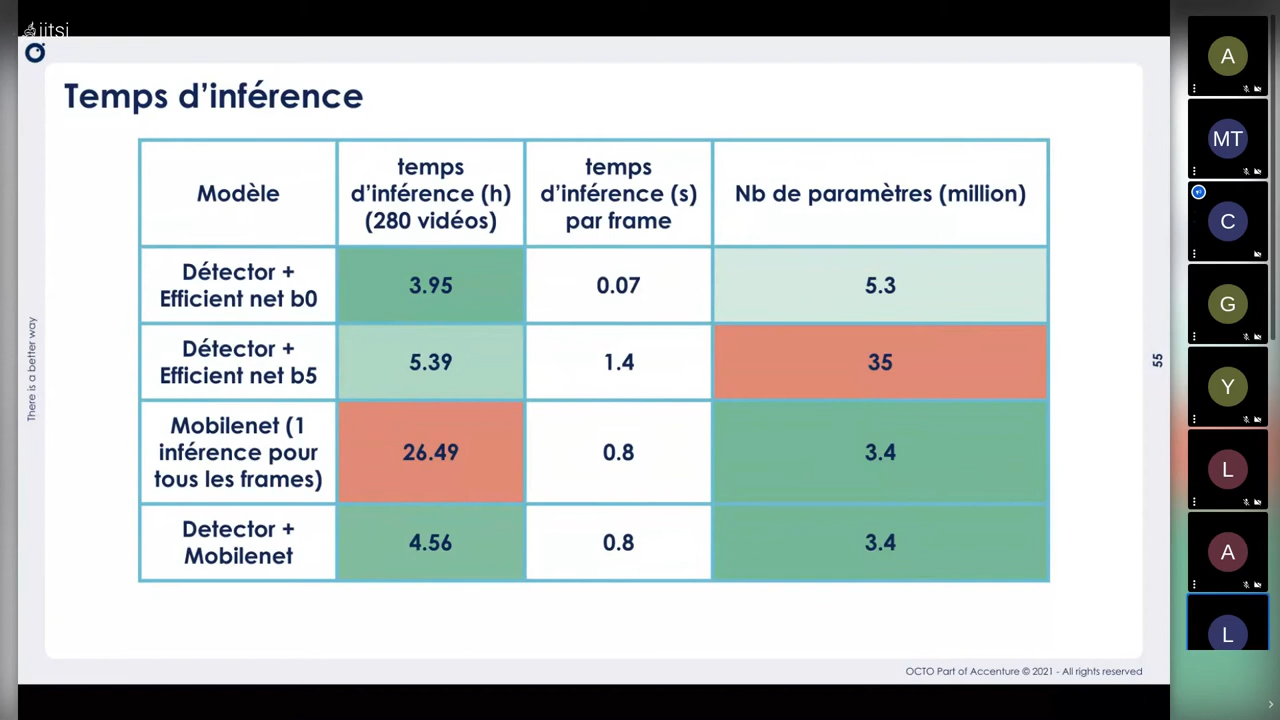 jitsi
Temps d'inférence
Modèle
temps
d'inférence (h)
(280 vidéos)
temps
d'inférence (s)
par frame
Nb de paramètres (million)
Détector +
Efficient net b0
3.95
0.07
5.3
Détector +
Efficient net b5
5.39
1.4
35
Mobilenet (1
inférence pour
tous les frames)
26.49
0.8
3.4
Detector +
Mobilenet
4.56
0.8
3.4
There is a better way
55
OCTO Part of Accenture © 2021 - All rights reserved
A
MT
C
G
Y
L
A
L